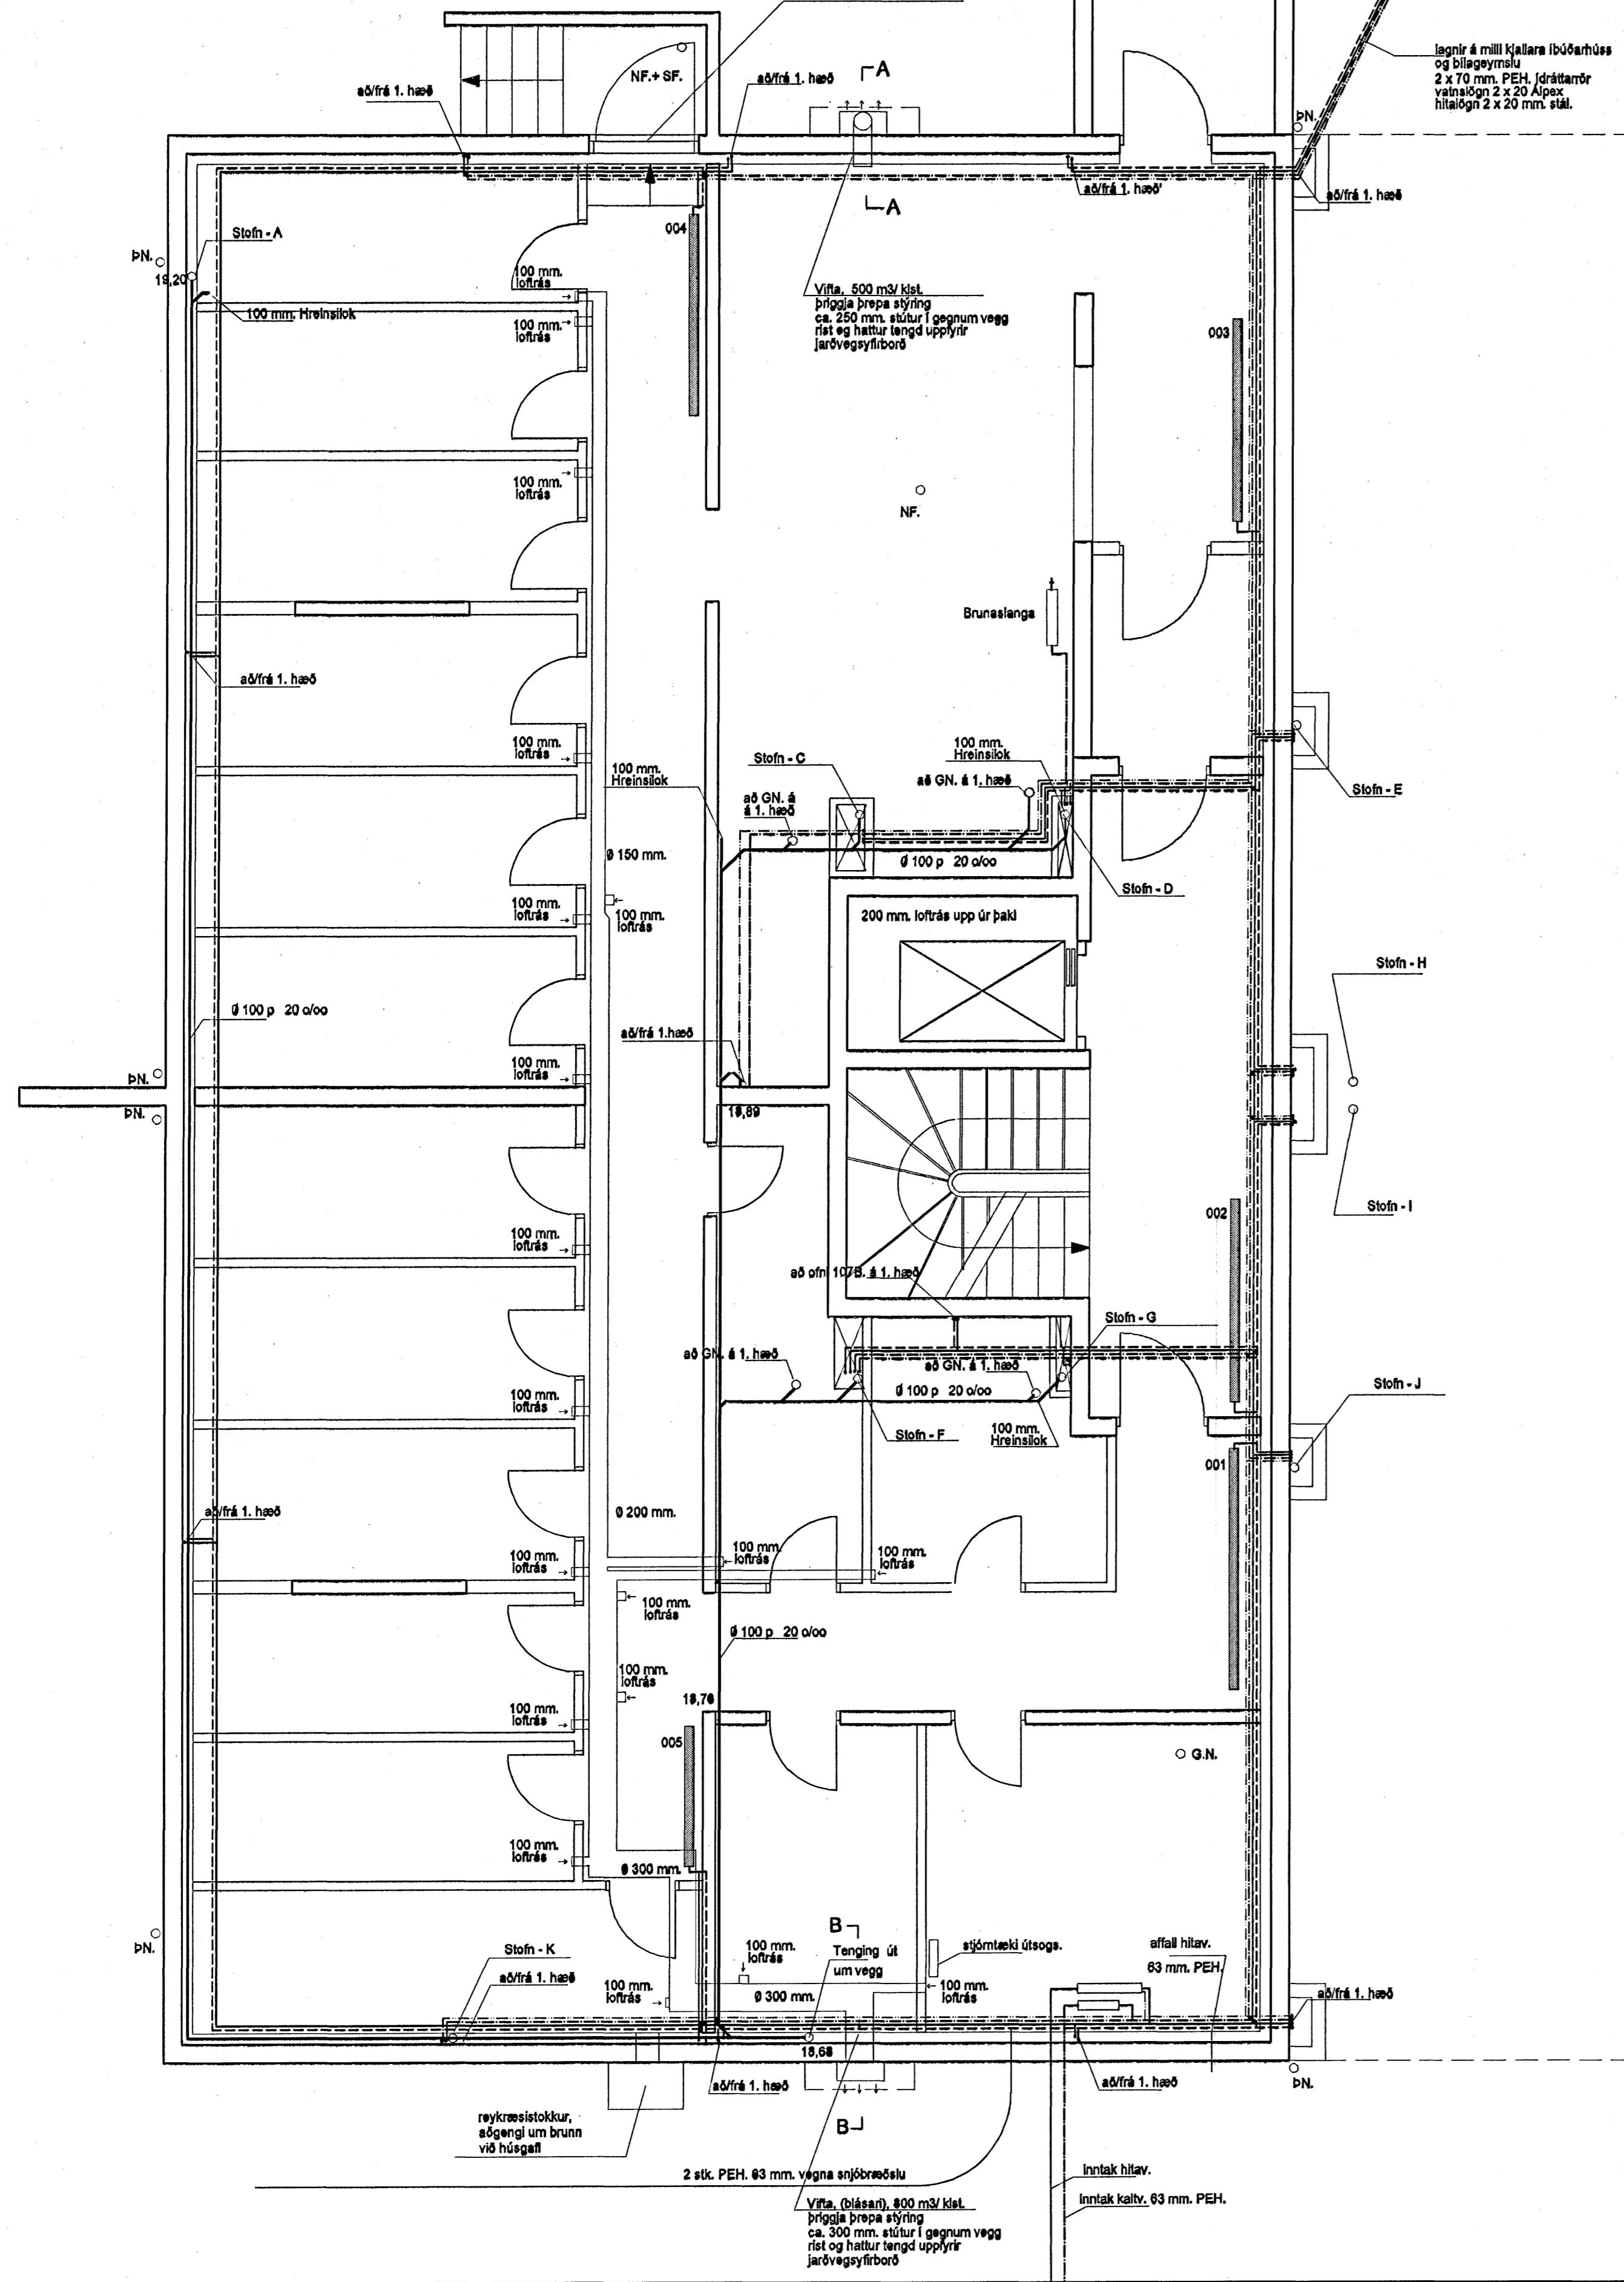 lagnir á milli kjallara íbúðarhúss
og bílageymslu
2 x 70 mm. PEH. ídráttarrör
vatnslögn 2 x 20 Alpex
hitalögn 2 x 20 mm. stál.
NF.+ SF.
A
að/frá 1. hæð
að/frá 1. hæð
ÞN.
að/frá 1. hæð
að/frá 1. hæð
A
004
Stofn - A
ÞN.
19,20
100 mm.
loftrás
100 mm. Hreinsilok
100 mm.
loftrás
Vifta, 500 m3/ klst.
þriggja þrepa stýring
ca. 250 mm. stútur í gegnum vegg
rist og hattur tengd uppfyrir
jarðvegsyfirborð
003
100 mm.
loftrás
NF.
Brunaslanga
að/frá 1. hæð
100 mm.
loftrás
100 mm.
Hreinsilok
Stofn - C
100 mm.
Hreinsilok
að GN. á 1. hæð
að GN. á
á 1. hæð
Stofn - E
Ø 150 mm.
Ø 100 p 20 o/oo
Stofn - D
100 mm.
loftrás
100 mm.
loftrás
200 mm. loftrás upp úr þaki
Stofn - H
Ø 100 p 20 o/oo
að/frá 1.hæð
100 mm.
loftrás
ÞN.
ÞN.
18,89
100 mm.
loftrás
002
Stofn - I
að ofni 107B. á 1. hæð
Stofn - G
að GN. á 1. hæð
að GN. á 1. hæð
Ø 100 p 20 o/oo
Stofn - J
100 mm.
loftrás
Stofn - F
100 mm.
Hreinsilok
001
að/frá 1. hæð
Ø 200 mm.
100 mm.
loftrás
100 mm.
loftrás
100 mm.
loftrás
100 mm.
loftrás
Ø 100 p 20 o/oo
100 mm.
loftrás
18,76
100 mm.
loftrás
005
G.N.
100 mm.
loftrás
Ø 300 mm.
B
ÞN.
Stofn - K
að/frá 1. hæð
100 mm.
loftrás
Tenging út
um vegg
stjórntæki útsogs.
affall hitav.
63 mm. PEH.
100 mm.
loftrás
Ø 300 mm.
100 mm.
loftrás
að/frá 1. hæð
18,68
að/frá 1. hæð
að/frá 1. hæð
ÞN.
B
reykræsistokkur,
aðgengi um brunn
við húsgafl
2 stk. PEH. 63 mm. vegna snjóbræðslu
inntak hitav.
inntak kaltv. 63 mm. PEH.
Vifta, (blásari), 800 m3/ klst.
þriggja þrepa stýring
ca. 300 mm. stútur í gegnum vegg
rist og hattur tengd uppfyrir
jarðvegsyfirborð